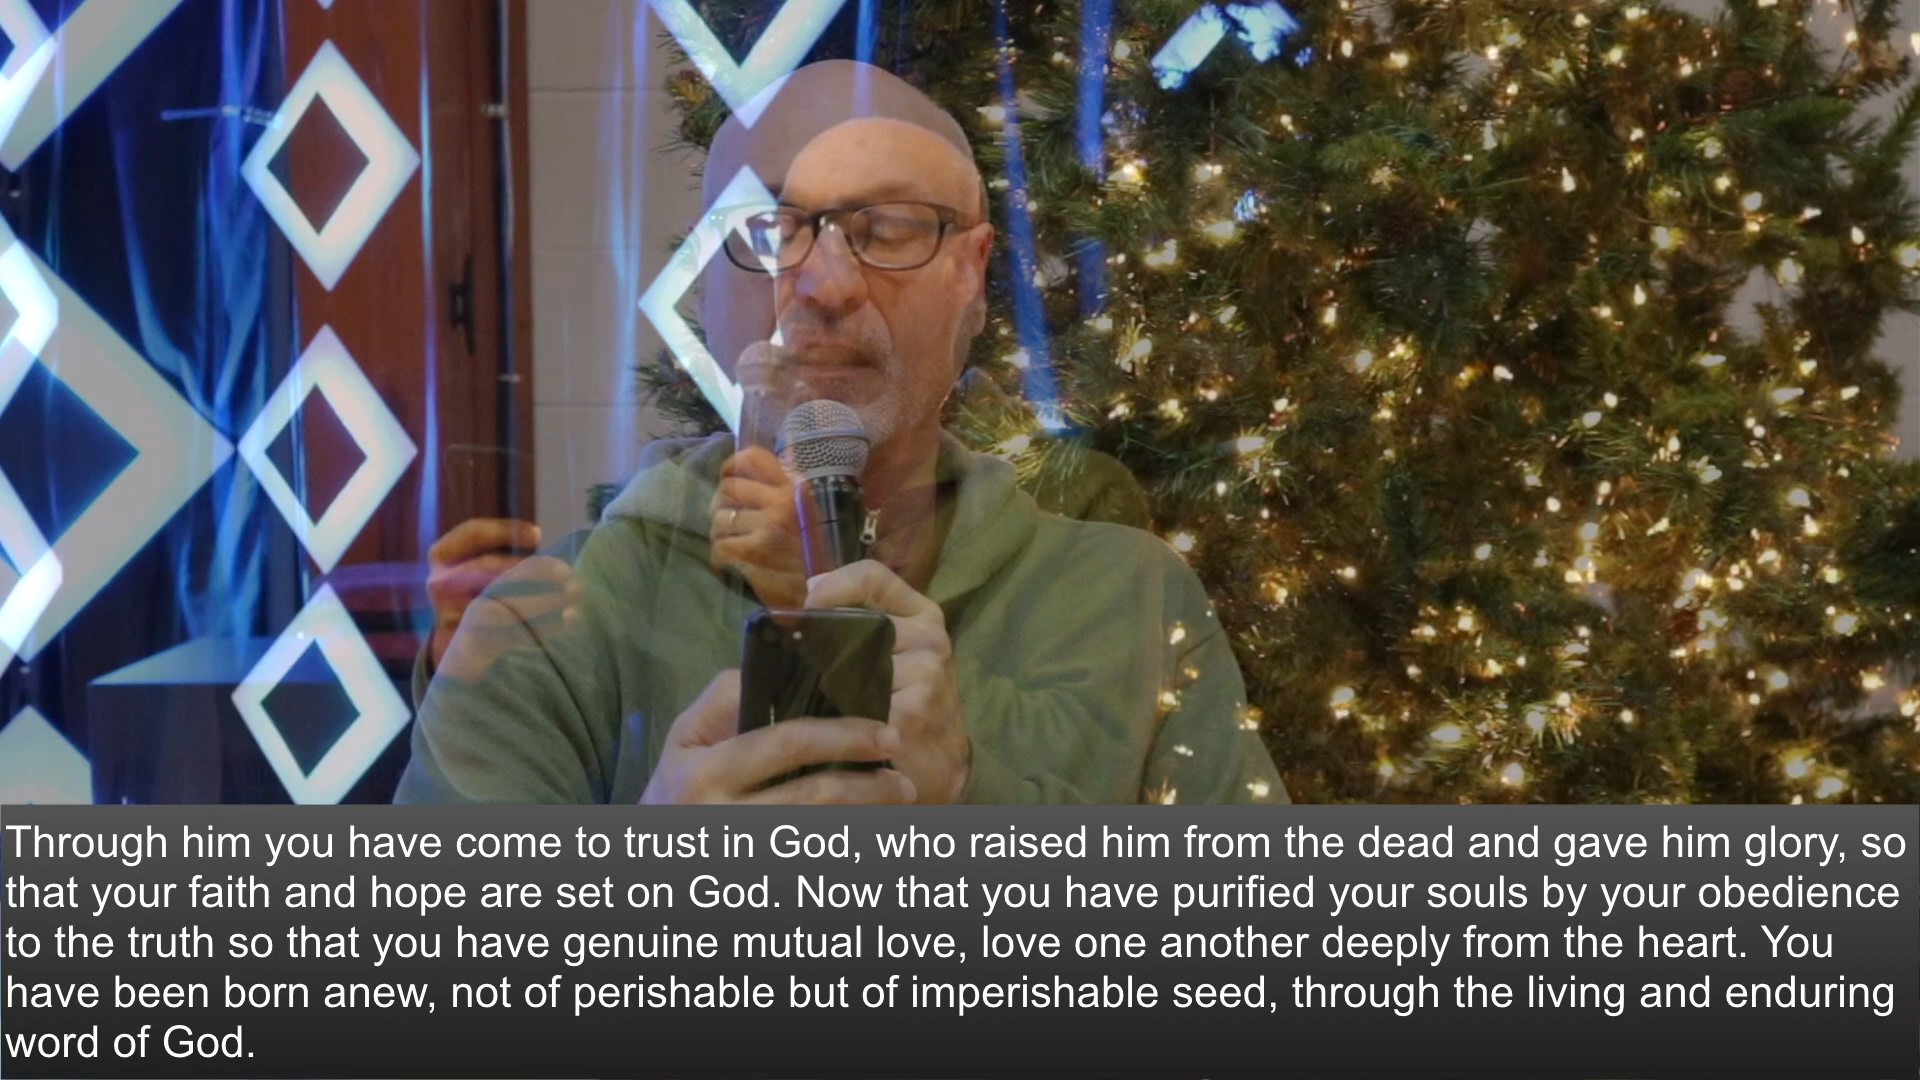 Through him you have come to trust in God, who raised him from the dead and gave him glory, so
that your faith and hope are set on God. Now that you have purified your souls by your obedience
to the truth so that you have genuine mutual love, love one another deeply from the heart. You
have been born anew, not of perishable but of imperishable seed, through the living and enduring
word of God.